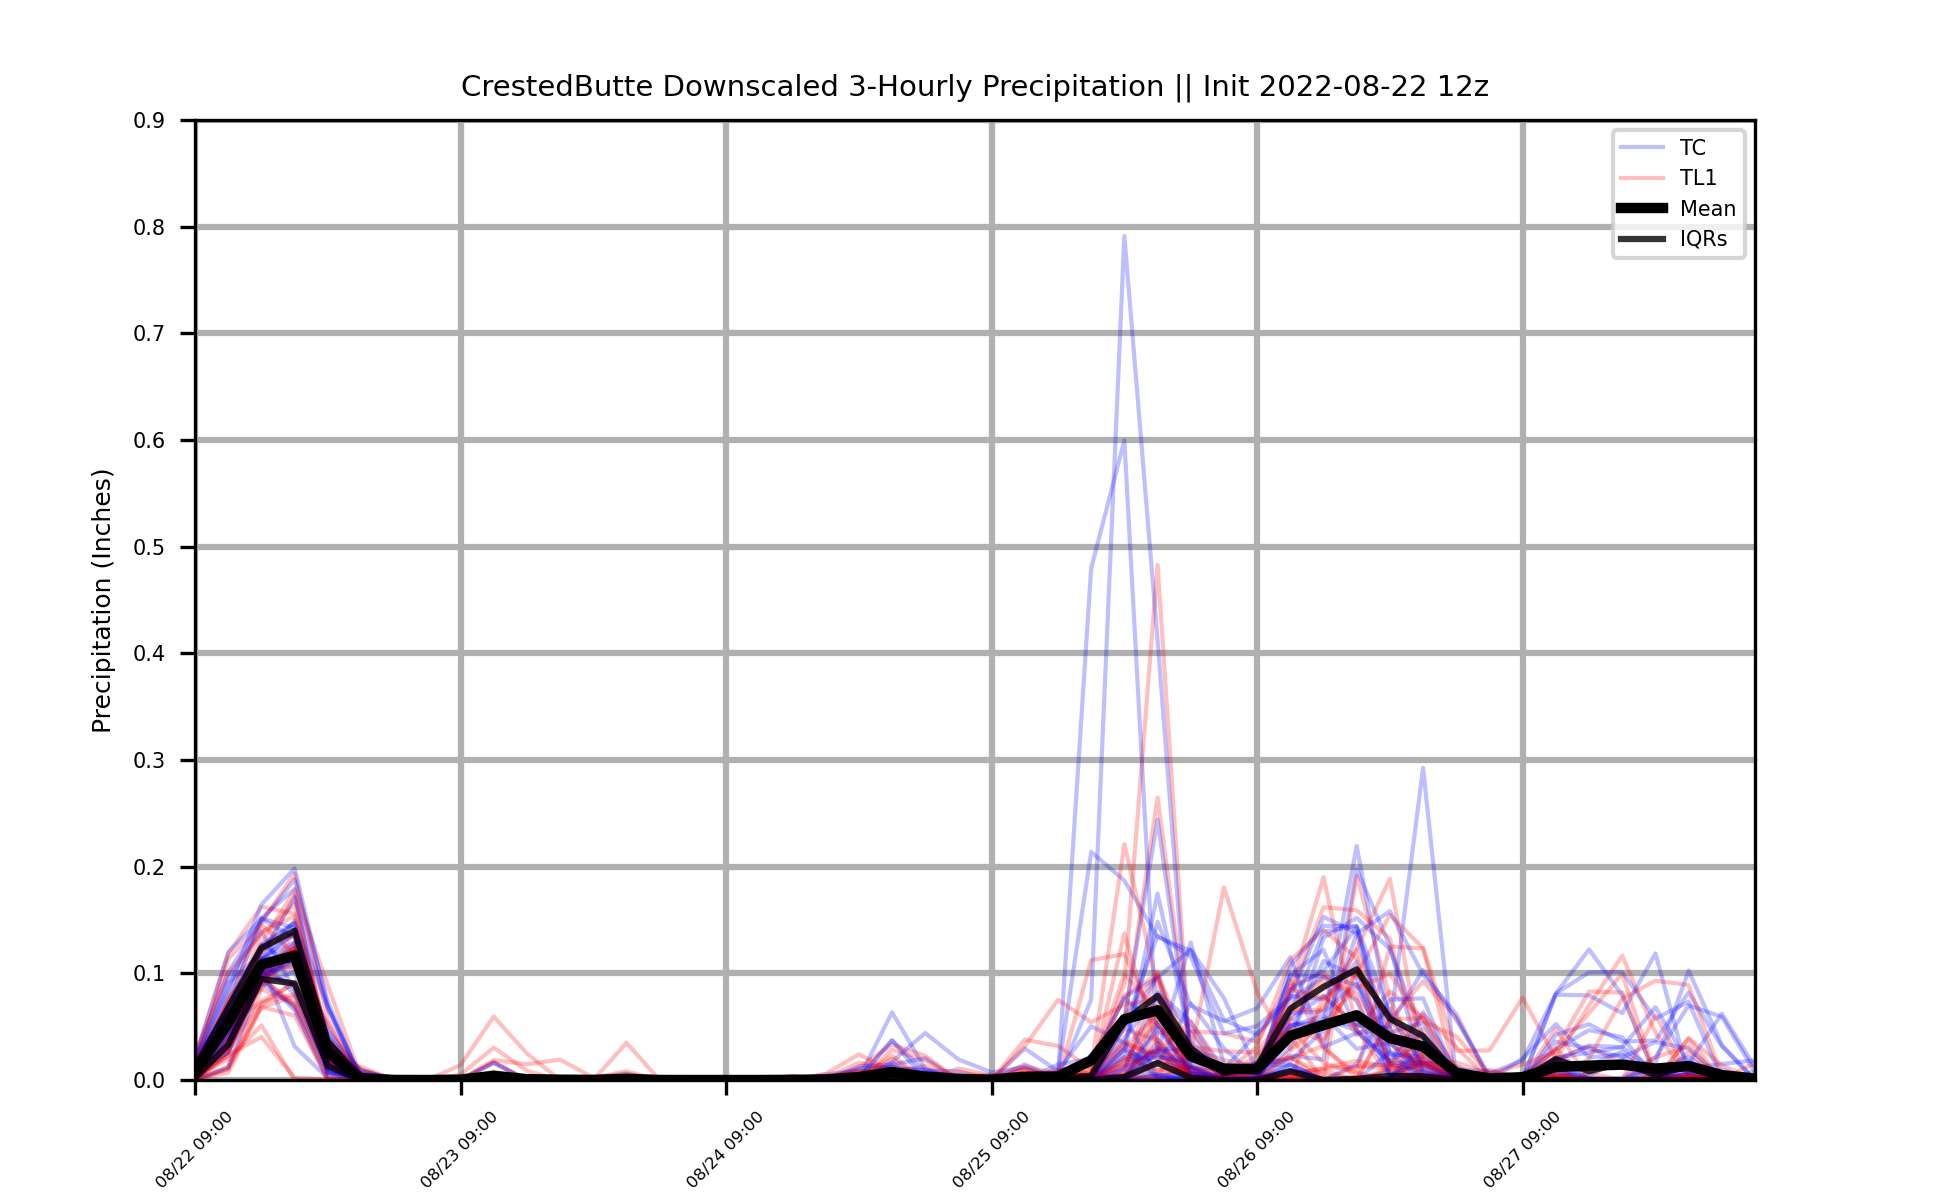 CrestedButte Downscaled 3-Hourly Precipitation || Init 2022-08-22 12z
Precipitation (Inches)
0.9
0.8
0.7
0.6
0.5
0.4
0.3
0.2
0.1
0.0
TC
TL1
Mean
IQRs
08/22 09:00
08/23 09:00
08/24 09:00
08/25 09:00
08/26 09:00
08/27 09:00